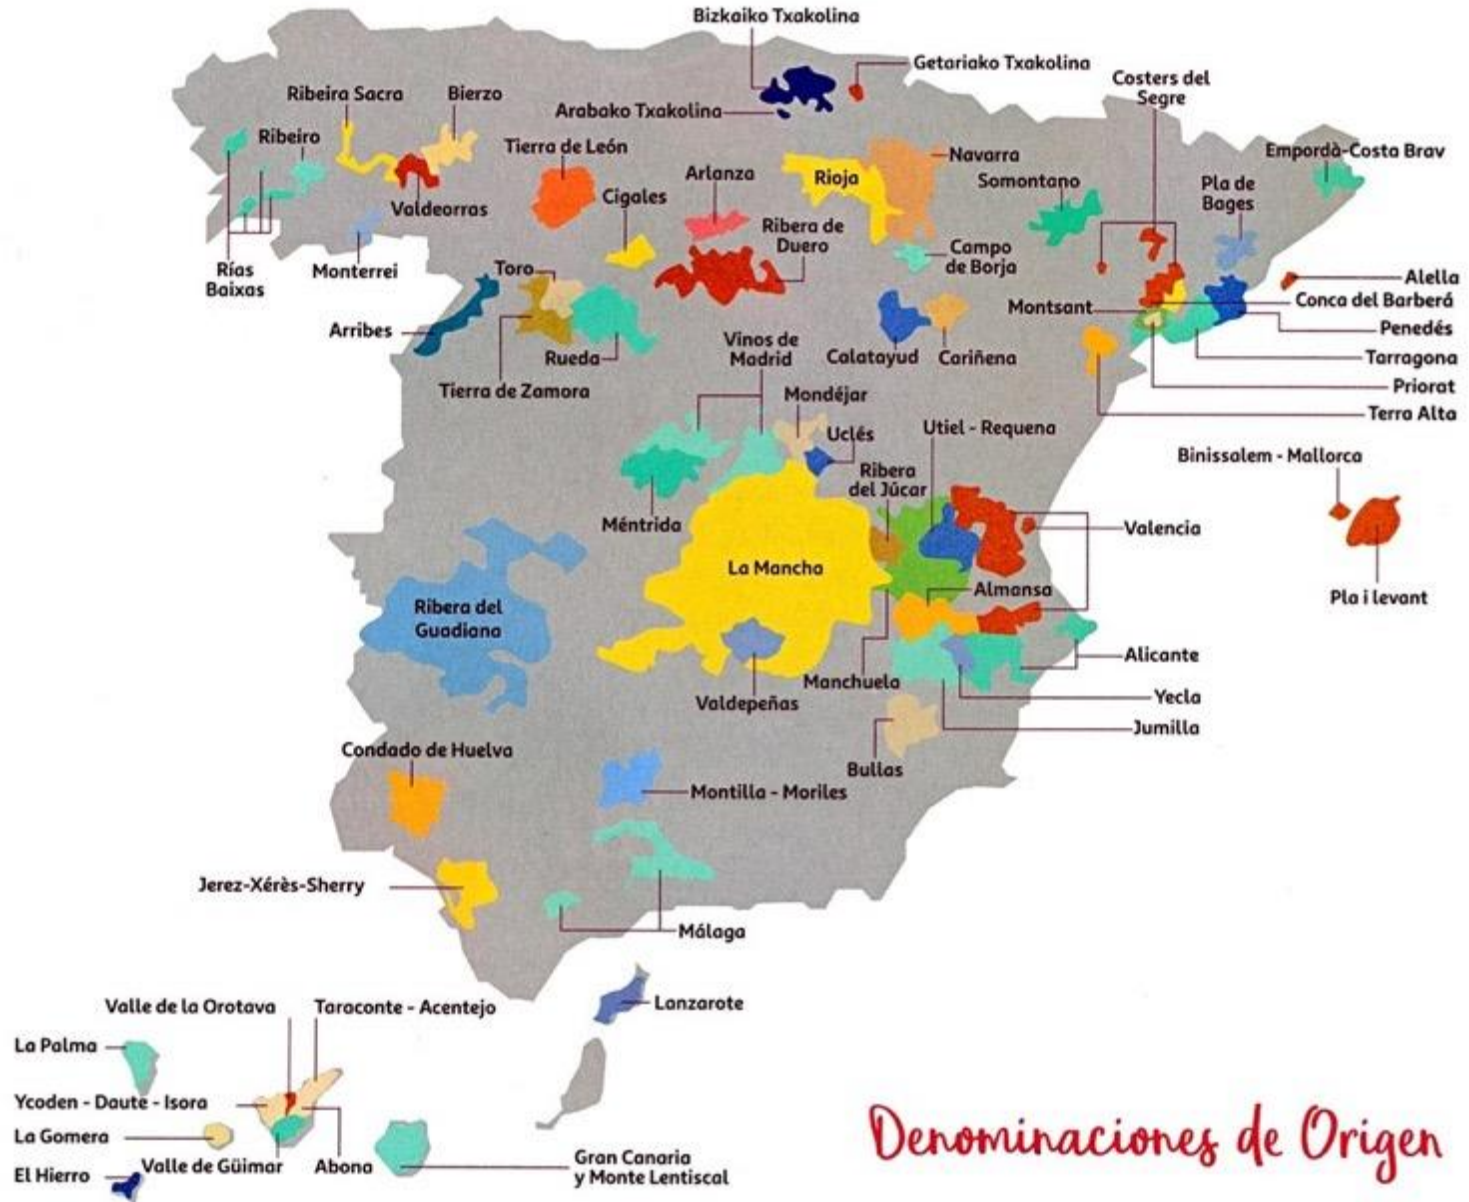 Bizkaiko Txakolina
Getariako Txakolina
Costers del
Segre
Ribeira Sacra
Bierzo
Arabako Txakolina
Ribeiro
Tierra de León
Empordà-Costa Brav
Navarra
Arlanza
Rioja
Somontano
Pla de
Bages
Cigales
Valdeorras
Ribera de
Duero
Campo
de Borja
Rías
Baixas
Monterrei
Toro
Alella
Conca del Barberá
Montsant
Penedés
Arribes
Vinos de
Madrid
Rueda
Calatayud
Cariñena
Tarragona
Tierra de Zamora
Mondéjar
Priorat
Terra Alta
Uclés
Utiel - Requena
Binissalem - Mallorca
Ribera
del Júcar
Méntrida
Valencia
La Mancha
Almansa
Pla i levant
Ribera del
Guadiana
Alicante
Manchuela
Yecla
Valdepeñas
Jumilla
Condado de Huelva
Bullas
Montilla - Moriles
Jerez-Xérès-Sherry
Málaga
Lanzarote
Valle de la Orotava
Taraconte - Acentejo
La Palma
Ycoden - Daute - Isora
La Gomera
Valle de Güimar
Abona
El Hierro
Gran Canaria
y Monte Lentiscal
Denominaciones de Origen